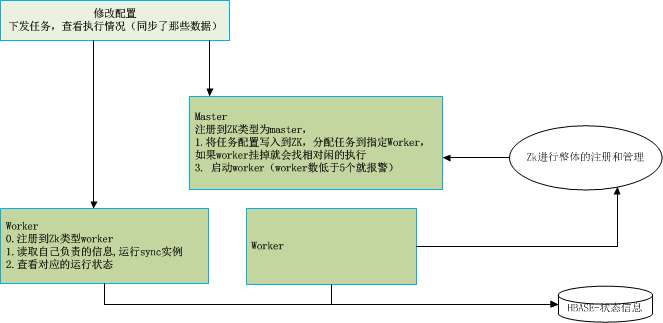 修改配置
下发任务，查看执行情况（同步了那些数据）
Master
注册到ZK类型为master，
1.将任务配置写入到ZK，分配任务到指定Worker，
如果worker挂掉就会找相对闲的执行
3. 启动worker（worker数低于5个就报警）
Zk进行整体的注册和管理
Worker
0.注册到Zk类型worker
1.读取自己负责的信息,运行sync实例
2.查看对应的运行状态
Worker
HBASE-状态信息